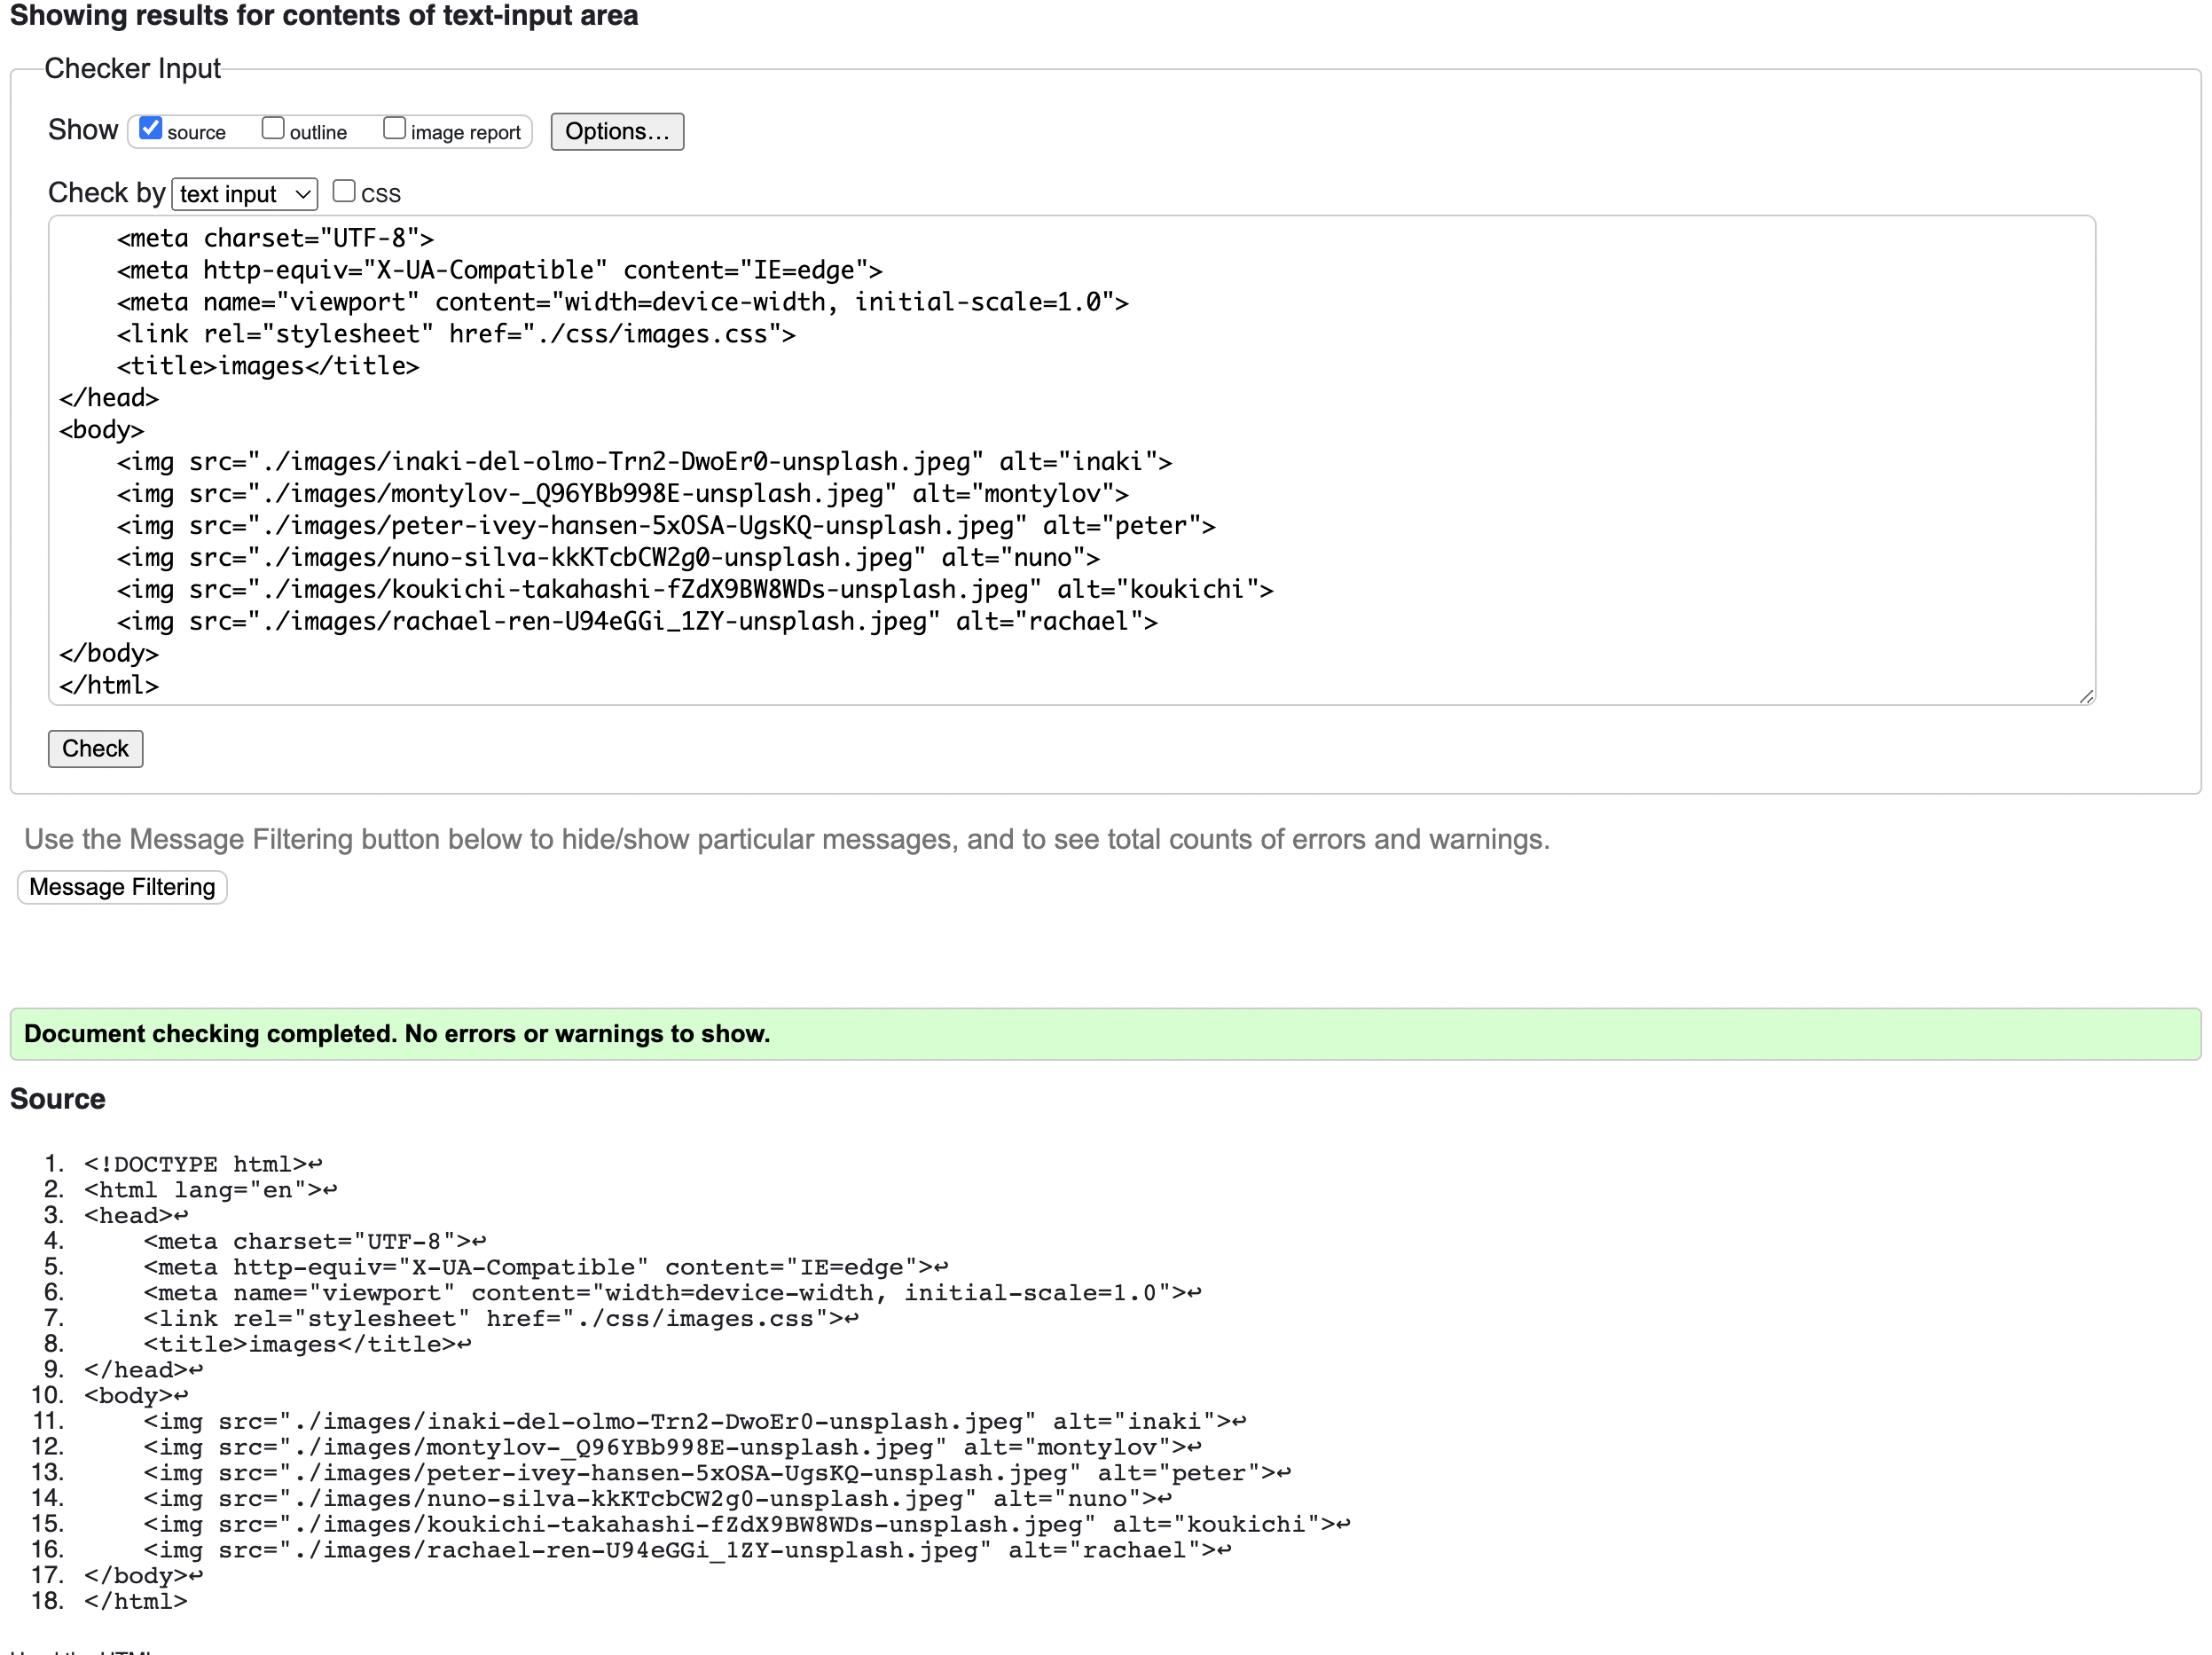 Showing results for contents of text-input area
Checker Input
Show source outline image report Options...
Check by text input CSS
<meta charset="UTF-8">
<meta http-equiv="X-UA-Compatible" content="IE=edge">
<meta name="viewport" content="width=device-width, initial-scale=1.0">
<link rel="stylesheet" href="./css/images.css">
<title>images</title>
</head>
<body>
<img src="./images/inaki-del-olmo-Trn2-DwoEr0-unsplash.jpeg" alt="inaki">
<img src="./images/montylov-_Q96YBb998E-unsplash.jpeg" alt="montylov">
<img src="./images/peter-ivey-hansen-5xOSA-UgsKQ-unsplash.jpeg" alt="peter">
<img src="./images/nuno-silva-kkKTcbCW2g0-unsplash.jpeg" alt="nuno">
<img src="./images/koukichi-takahashi-fZdX9BW8WDs-unsplash.jpeg" alt="koukichi">
<img src="./images/rachael-ren-U94eGGi_1ZY-unsplash.jpeg" alt="rachael">
</body>
</html>
Check
Use the Message Filtering button below to hide/show particular messages, and to see total counts of errors and warnings.
Message Filtering
Document checking completed. No errors or warnings to show.
Source
1. <!DOCTYPE html>↩
2. <html lang="en">↩
3. <head>↩
4. <meta charset="UTF-8">↩
5. <meta http-equiv="X-UA-Compatible" content="IE=edge">↩
6. <meta name="viewport" content="width=device-width, initial-scale=1.0">↩
7. <link rel="stylesheet" href="./css/images.css">↩
8. <title>images</title>↩
9. </head>↩
10. <body>↩
11. <img src="./images/inaki-del-olmo-Trn2-DwoEr0-unsplash.jpeg" alt="inaki">↩
12. <img src="./images/montylov-_Q96YBb998E-unsplash.jpeg" alt="montylov">↩
13. <img src="./images/peter-ivey-hansen-5xOSA-UgsKQ-unsplash.jpeg" alt="peter">↩
14. <img src="./images/nuno-silva-kkKTcbCW2g0-unsplash.jpeg" alt="nuno">↩
15. <img src="./images/koukichi-takahashi-fZdX9BW8WDs-unsplash.jpeg" alt="koukichi">↩
16. <img src="./images/rachael-ren-U94eGGi_1ZY-unsplash.jpeg" alt="rachael">↩
17. </body>↩
18. </html>